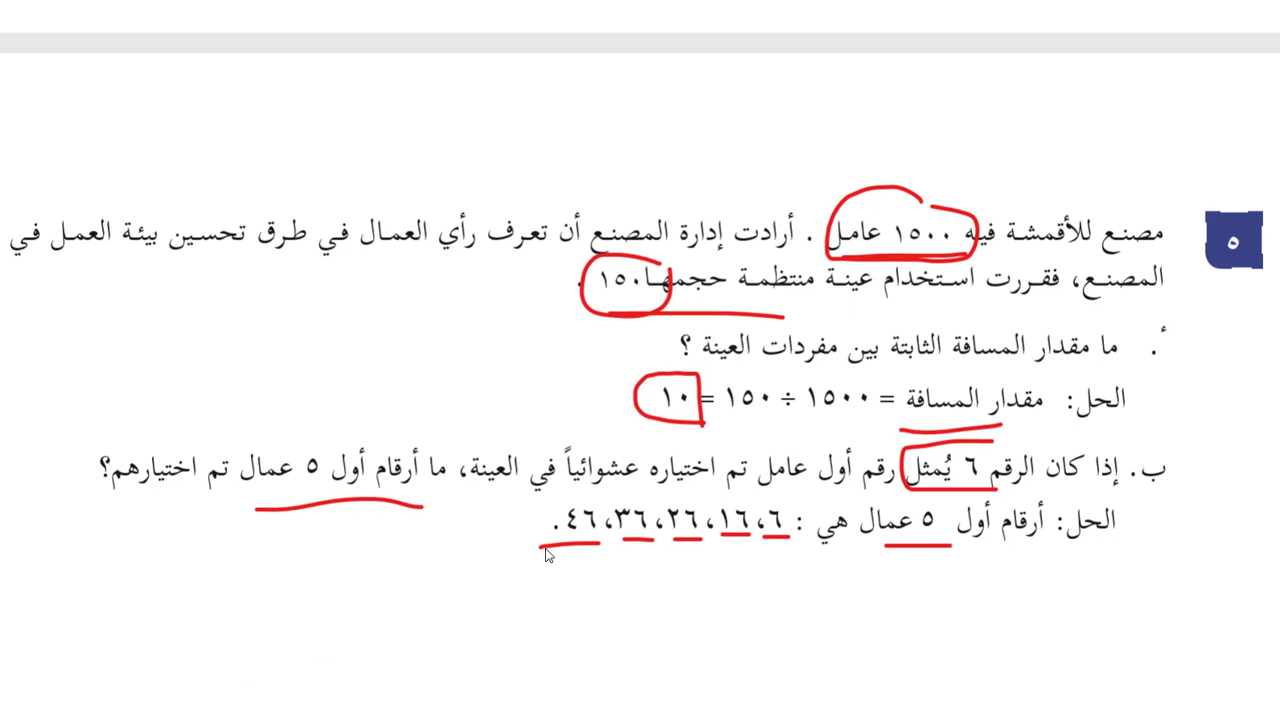 ٥
مصنع للأقمشة فيه ١٥٠٠ عامل . أرادت إدارة المصنع أن تعرف رأي العمال في طرق تحسين بيئة العمل في
المصنع، فقررت استخدام عينة منتظمة حجمها ١٥٠ .
أ. ما مقدار المسافة الثابتة بين مفردات العينة ؟
الحل: مقدار المسافة = ١٥٠٠ ÷ ١٥٠ = ١٠
ب. إذا كان الرقم ٦ يُمثل رقم أول عامل تم اختياره عشوائياً في العينة، ما أرقام أول ٥ عمال تم اختيارهم؟
الحل: أرقام أول ٥ عمال هي : ٦، ١٦، ٢٦، ٣٦، ٤٦ .